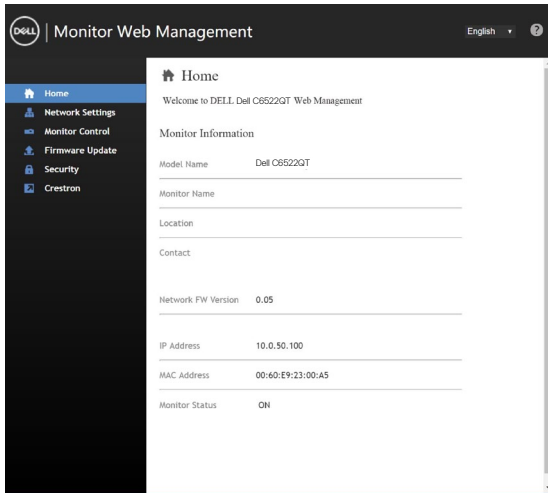 DELL | Monitor Web Management
English
?
Home
Network Settings
Monitor Control
Firmware Update
Security
Crestron
Home
Welcome to DELL Dell C6522QT Web Management
Monitor Information
Model Name Dell C6522QT
Monitor Name
Location
Contact
Network FW Version 0.05
IP Address 10.0.50.100
MAC Address 00:60:E9:23:00:A5
Monitor Status ON